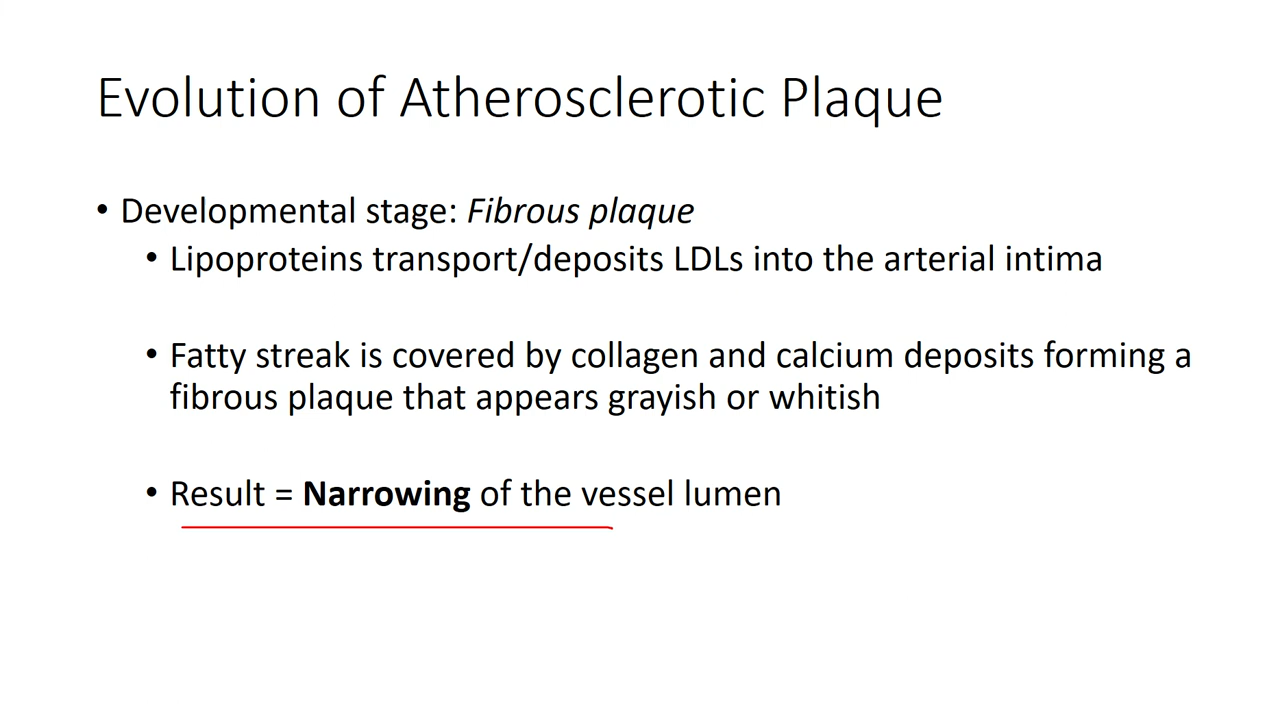 Evolution of Atherosclerotic Plaque
• Developmental stage: Fibrous plaque
• Lipoproteins transport/deposits LDLs into the arterial intima
• Fatty streak is covered by collagen and calcium deposits forming a
fibrous plaque that appears grayish or whitish
• Result = Narrowing of the vessel lumen